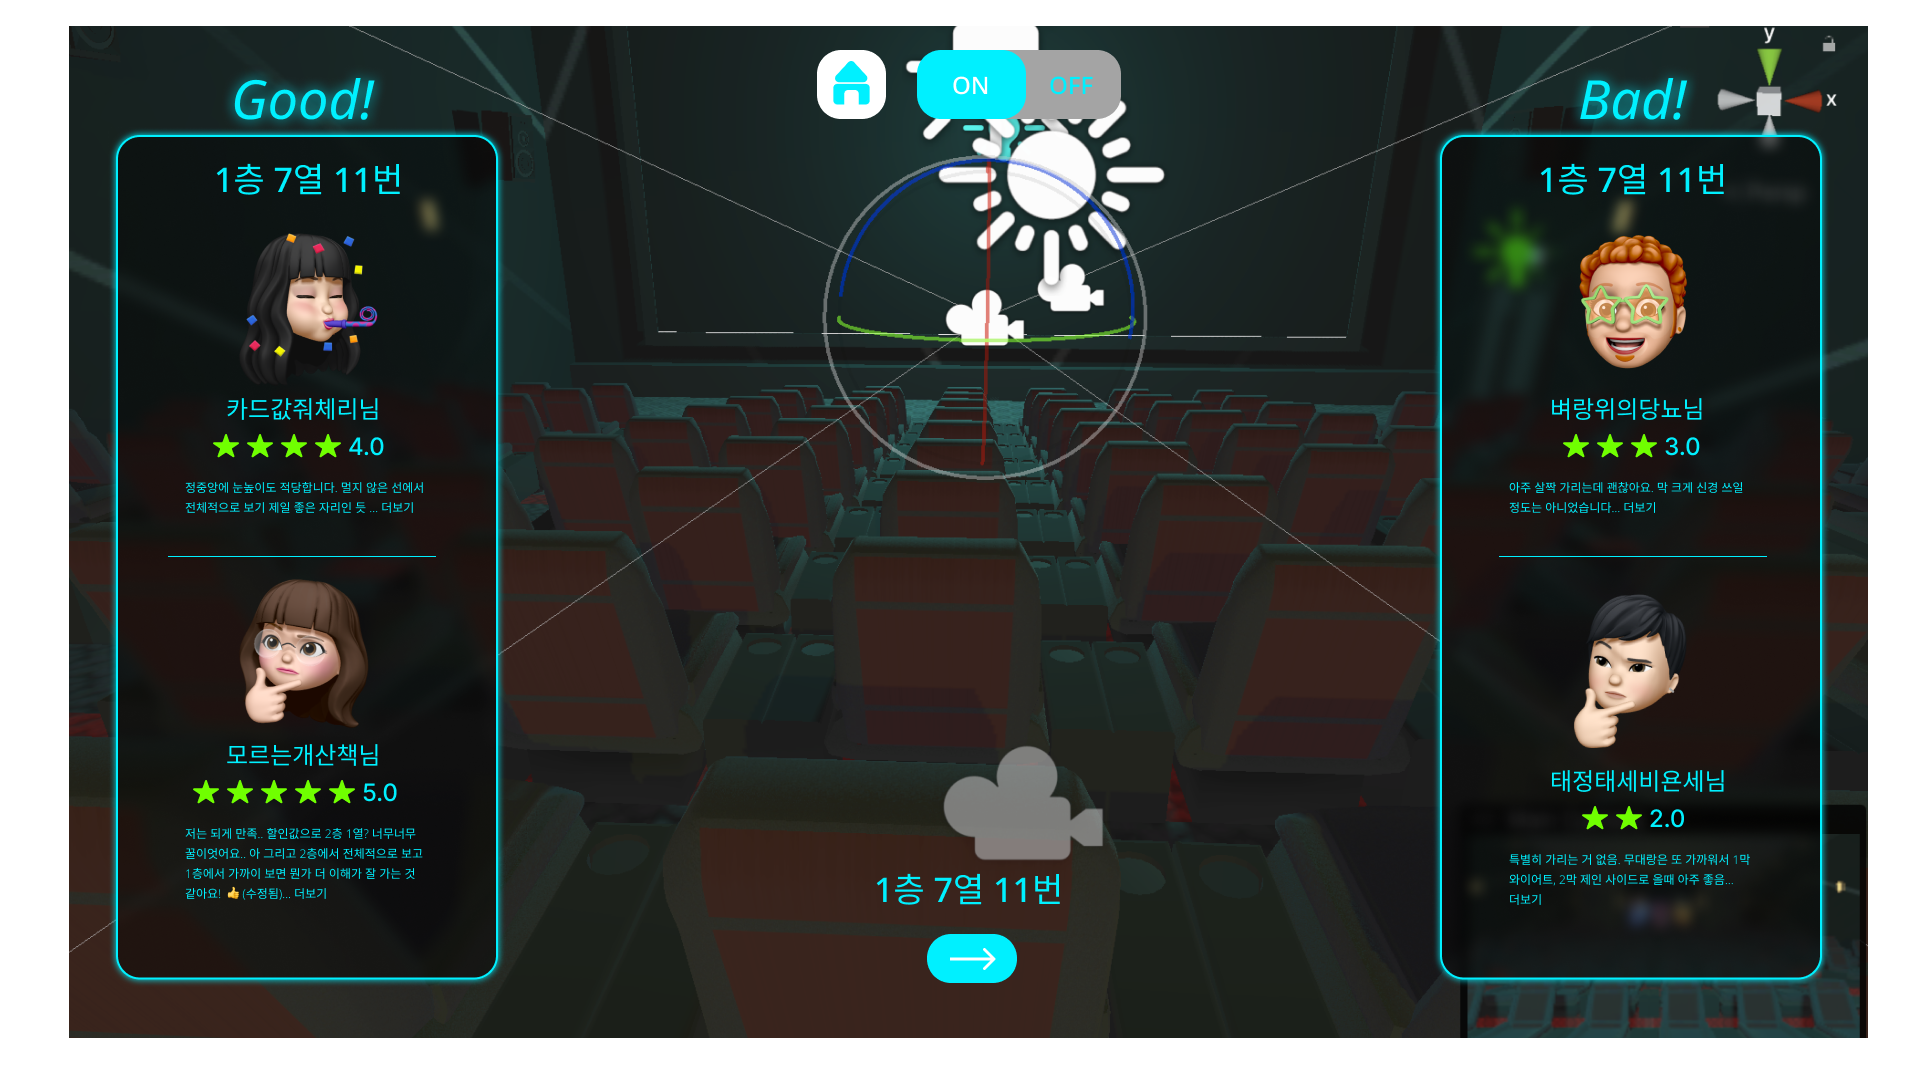 ON
OFF
y
x
Good!
1층 7열 11번
카드값줘체리님
4.0
정중앙에 눈높이도 적당합니다. 멀지 않은 선에서
전체적으로 보기 제일 좋은 자리인 듯 ... 더보기
모르는개산책님
5.0
저는 되게 만족.. 할인값으로 2층 1열? 너무너무
꿀이엇어요.. 아 그리고 2층에서 전체적으로 보고
1층에서 가까이 보면 뭔가 더 이해가 잘 가는 것
같아요! 👍(수정됨)... 더보기
1층 7열 11번
Bad!
1층 7열 11번
벼랑위의당뇨님
3.0
아주 살짝 가리는데 괜찮아요. 막 크게 신경 쓰일
정도는 아니었습니다... 더보기
태정태세비욘세님
2.0
특별히 가리는 거 없음. 무대랑은 또 가까워서 1막
와이어트, 2막 제인 사이드로 올때 아주 좋음...
더보기